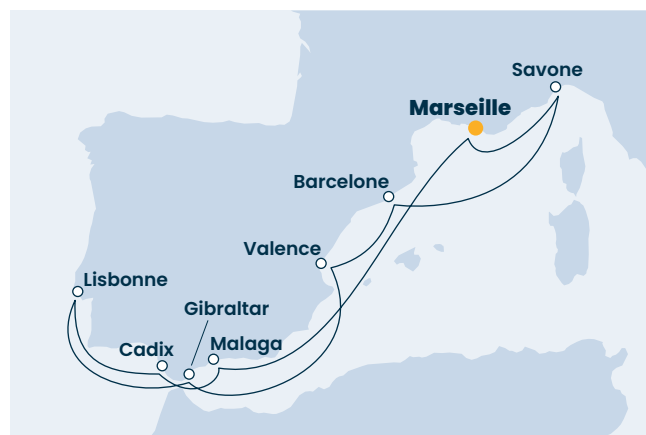 Savone
Marseille
Barcelone
Valence
Lisbonne
Gibraltar
Cadix
Malaga